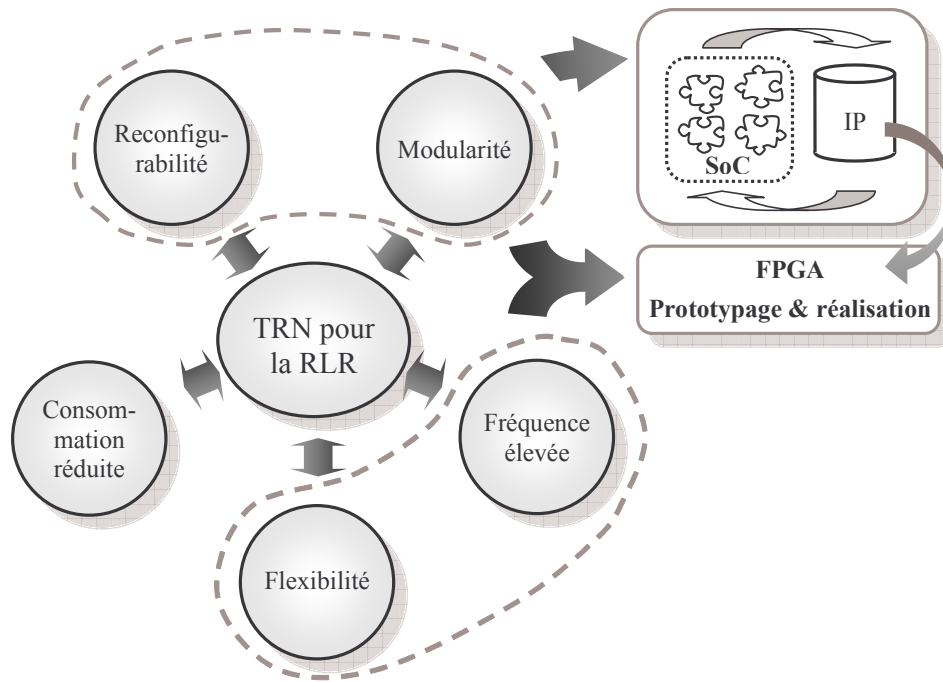 Reconfigu-
rabilité
Modularité
SoC
IP
FPGA
Prototypage & réalisation
TRN pour
la RLR
Consom-
mation
réduite
Fréquence
élevée
Flexibilité